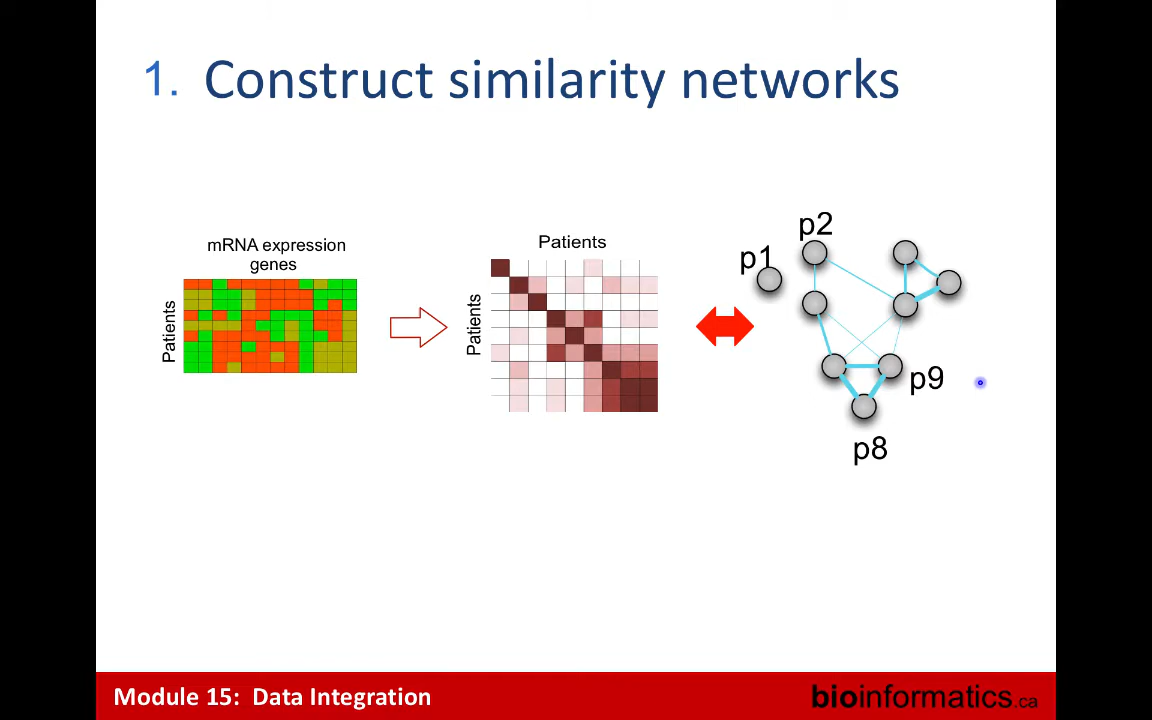 1. Construct similarity networks
mRNA expression
genes
Patients
Patients
Patients
p1
p2
p9
p8
Module 15: Data Integration
bioinformatics.ca